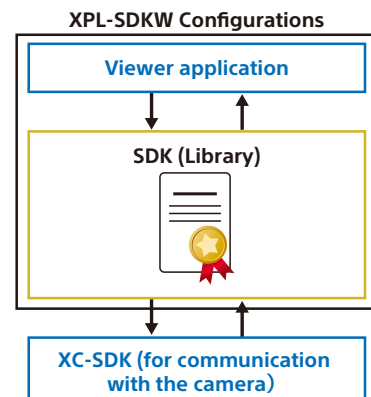 XPL-SDKW Configurations
Viewer application
SDK (Library)
XC-SDK (for communication
with the camera）